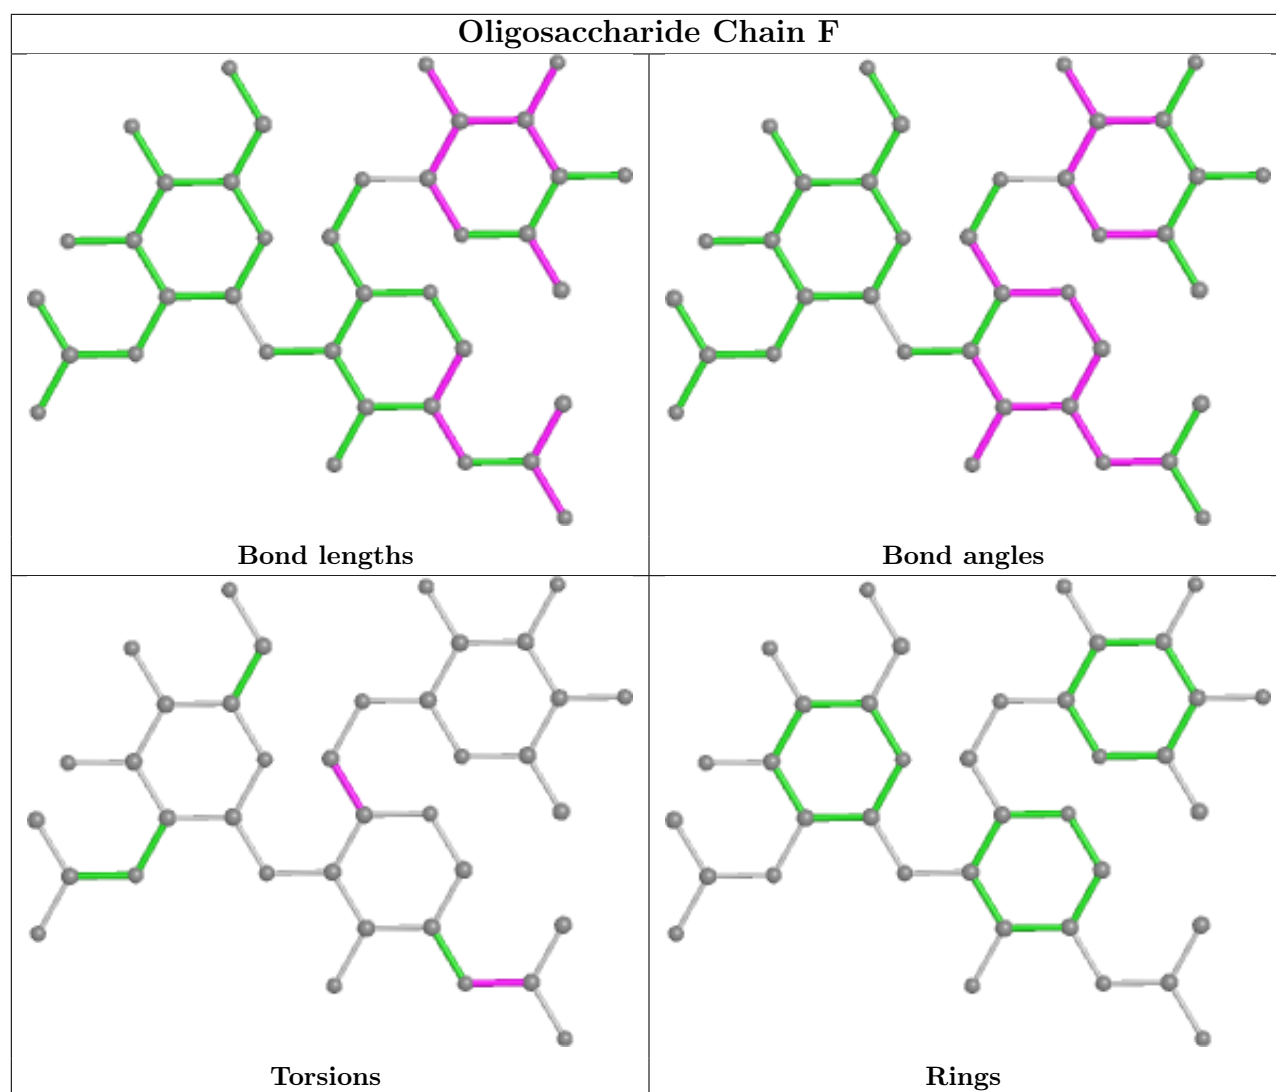 Oligosaccharide Chain F
Bond lengths
Bond angles
Torsions
Rings